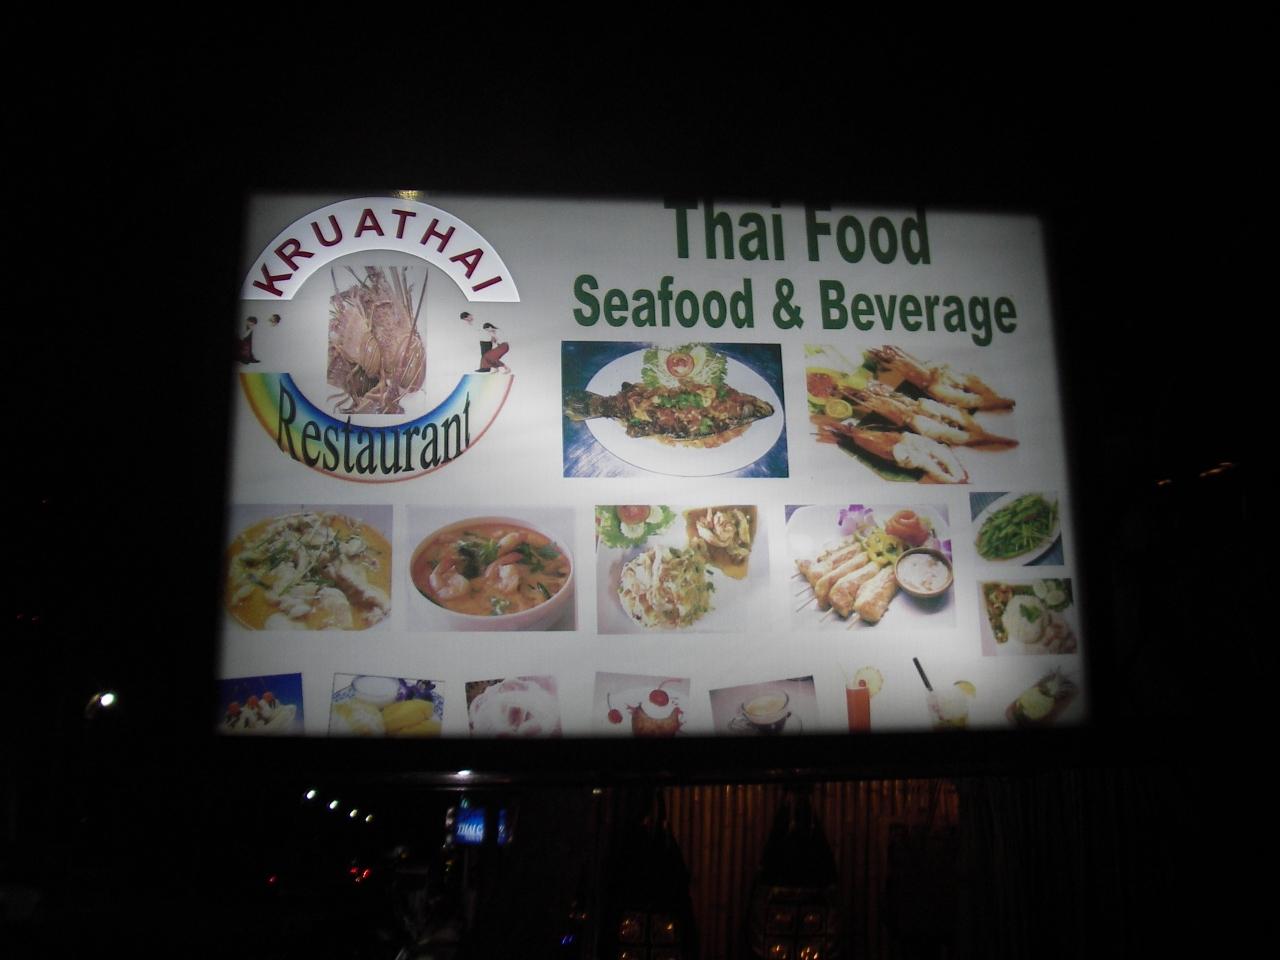 KRUATHAI
Restaurant
Thai Food
Seafood & Beverage